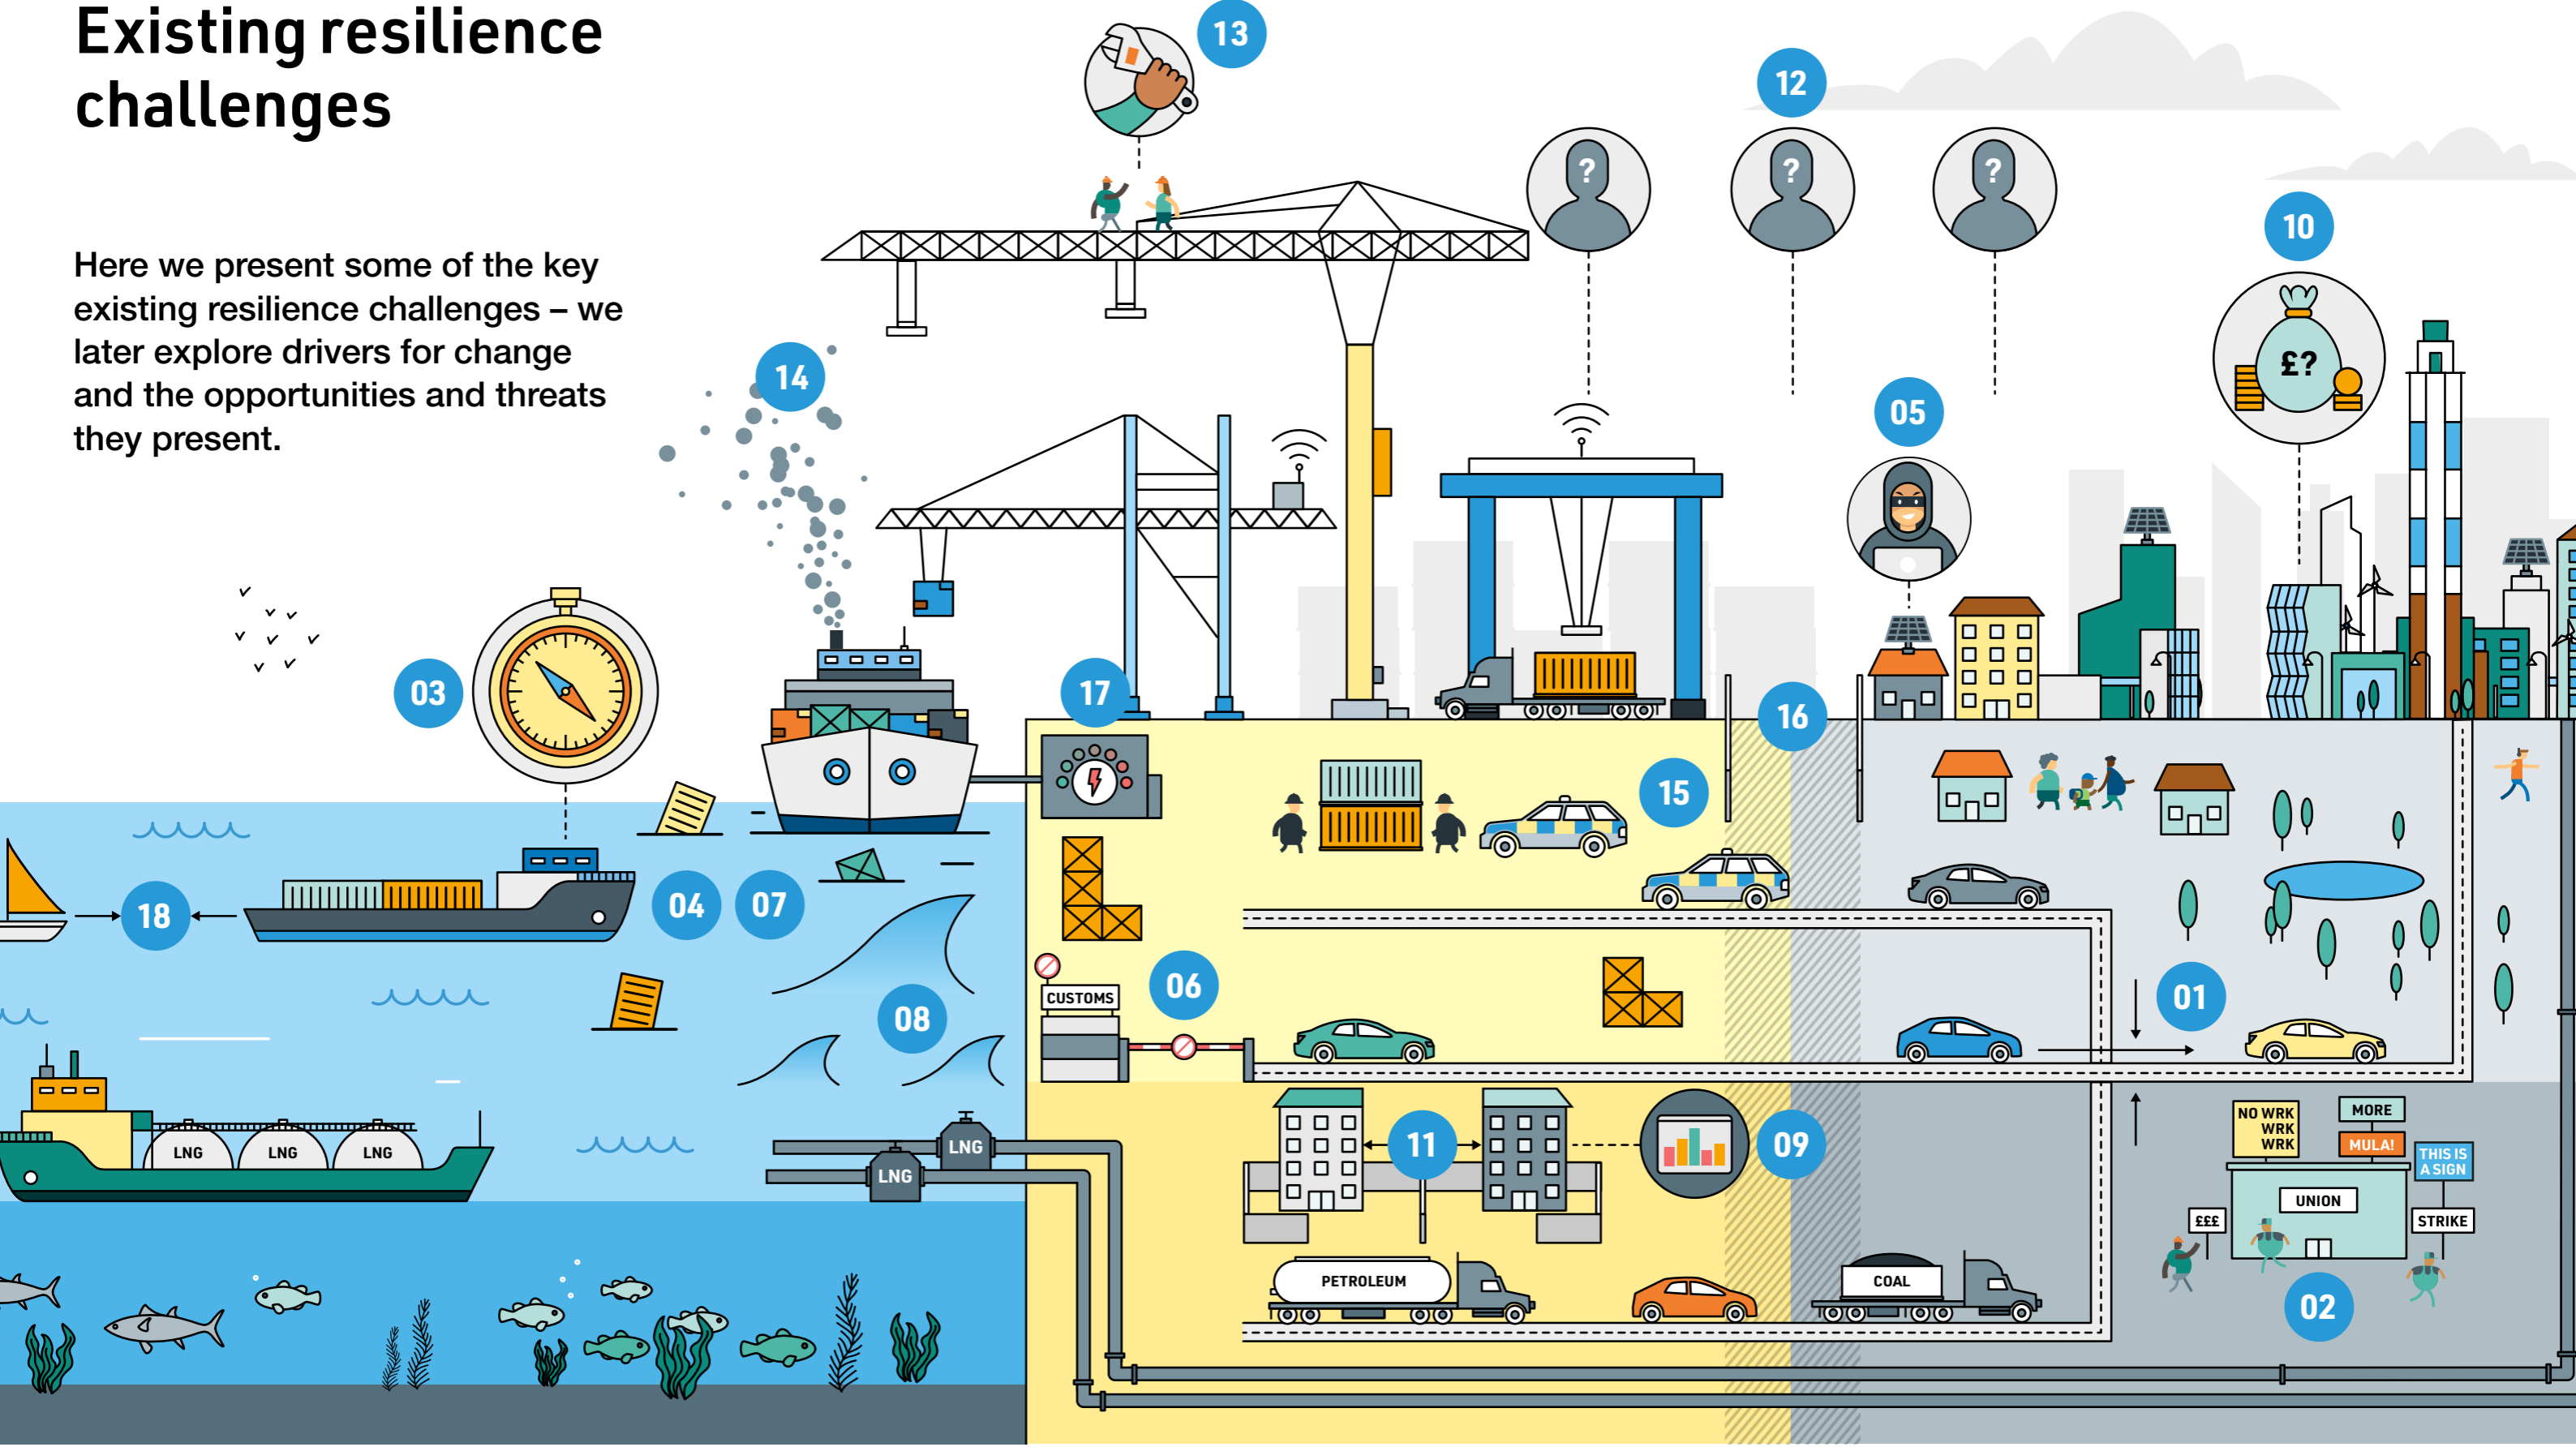 Existing resilience
challenges
Here we present some of the key
existing resilience challenges – we
later explore drivers for change
and the opportunities and threats
they present.
13
12
?
?
?
10
£?
14
05
03
17
16
15
18
04
07
06
CUSTOMS
08
01
LNG
LNG
LNG
LNG
LNG
11
09
NO WRK
WRK
WRK
MORE
MULA!
THIS IS
A SIGN
UNION
£££
STRIKE
PETROLEUM
COAL
02